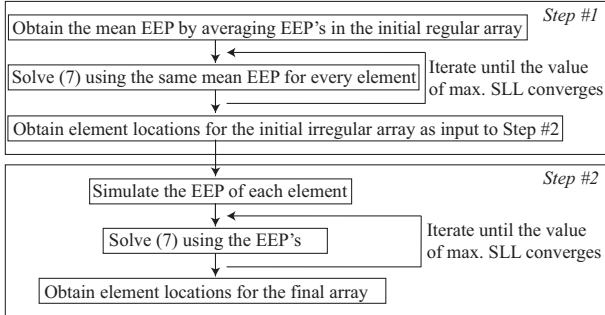 Step #1
Obtain the mean EEP by averaging EEP's in the initial regular array
Solve (7) using the same mean EEP for every element
Iterate until the value
of max. SLL converges
Obtain element locations for the initial irregular array as input to Step #2
Step #2
Simulate the EEP of each element
Solve (7) using the EEP's
Iterate until the value
of max. SLL converges
Obtain element locations for the final array